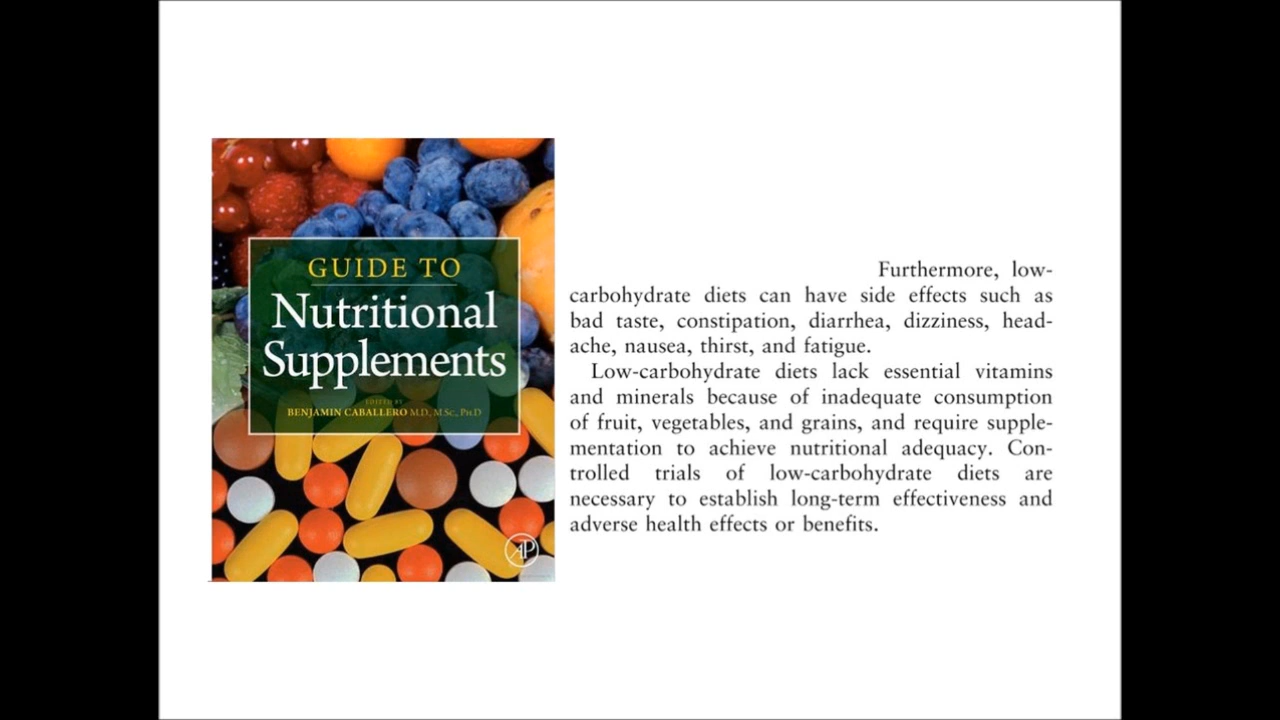 GUIDE TO
Nutritional
Supplements
EDITED BY
BENJAMIN CABALLERO M.D., M.Sc., PH.D
AP
Furthermore, low-
carbohydrate diets can have side effects such as
bad taste, constipation, diarrhea, dizziness, head-
ache, nausea, thirst, and fatigue.
Low-carbohydrate diets lack essential vitamins
and minerals because of inadequate consumption
of fruit, vegetables, and grains, and require supple-
mentation to achieve nutritional adequacy. Con-
trolled trials of low-carbohydrate diets are
necessary to establish long-term effectiveness and
adverse health effects or benefits.